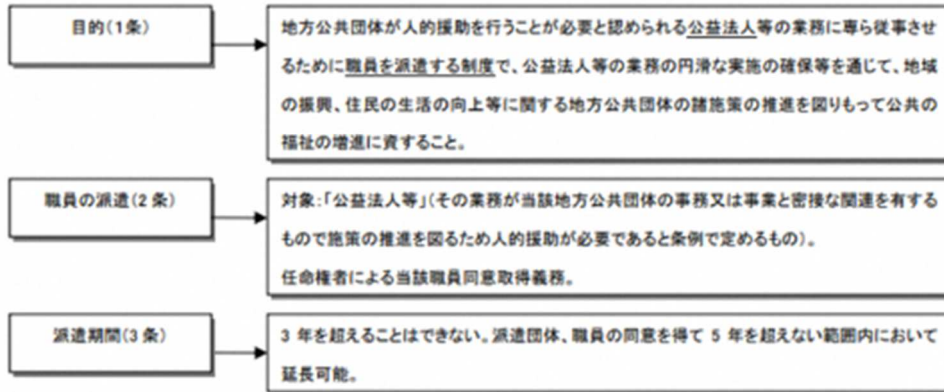 目的(1条)
地方公共団体が人的援助を行うことが必要と認められる公益法人等の業務に専ら従事させ
るために職員を派遣する制度で、公益法人等の業務の円滑な実施の確保等を通じて、地域
の振興、住民の生活の向上等に関する地方公共団体の諸施策の推進を図りもって公共の
福祉の増進に資すること。
職員の派遣(2条)
対象:「公益法人等」(その業務が当該地方公共団体の事務又は事業と密接な関連を有する
もので施策の推進を図るため人的援助が必要であると条例で定めるもの)。
任命権者による当該職員同意取得義務。
派遣期間(3条)
3 年を超えることはできない。派遣団体、職員の同意を得て 5 年を超えない範囲内において
延長可能。